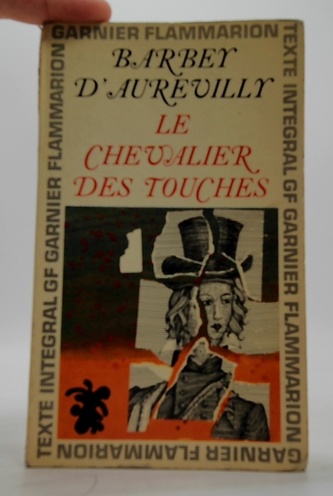 GARNIER FLAMMARION
BARBEY
D'AUREVILLY
LE
CHEVALIER
DES TOUCHES
TEXTE INTEGRAL GF GARNIER FLAMMARION
TEXTE INTEGRAL GF GARNIER FLAMMARION
GARNIER FLAMMARION